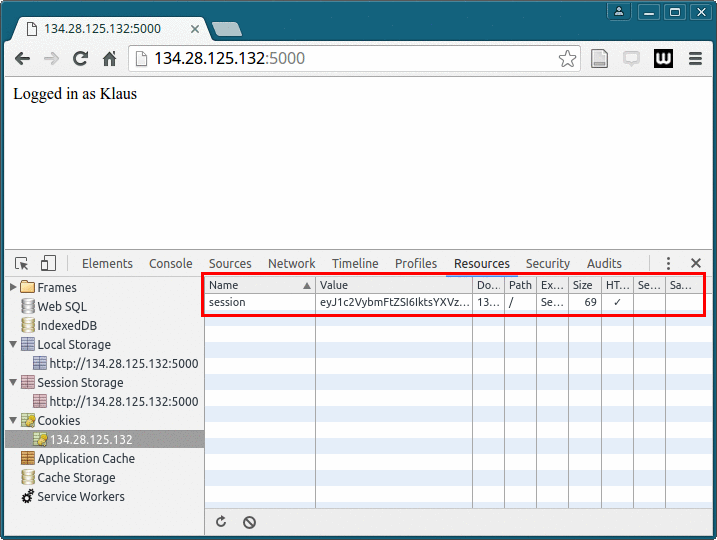 134.28.125.132:5000
134.28.125.132:5000
W
Logged in as Klaus
Elements Console Sources Network Timeline Profiles Resources Security Audits
Name Value Do... Path Ex... Size HT... Se... Sa...
session eyJ1c2VybmFtZSI6IktsYXVz... 13... / Se... 69 ✓
Frames
Web SQL
IndexedDB
Local Storage
http://134.28.125.132:5000
Session Storage
http://134.28.125.132:5000
Cookies
134.28.125.132
Application Cache
Cache Storage
Service Workers